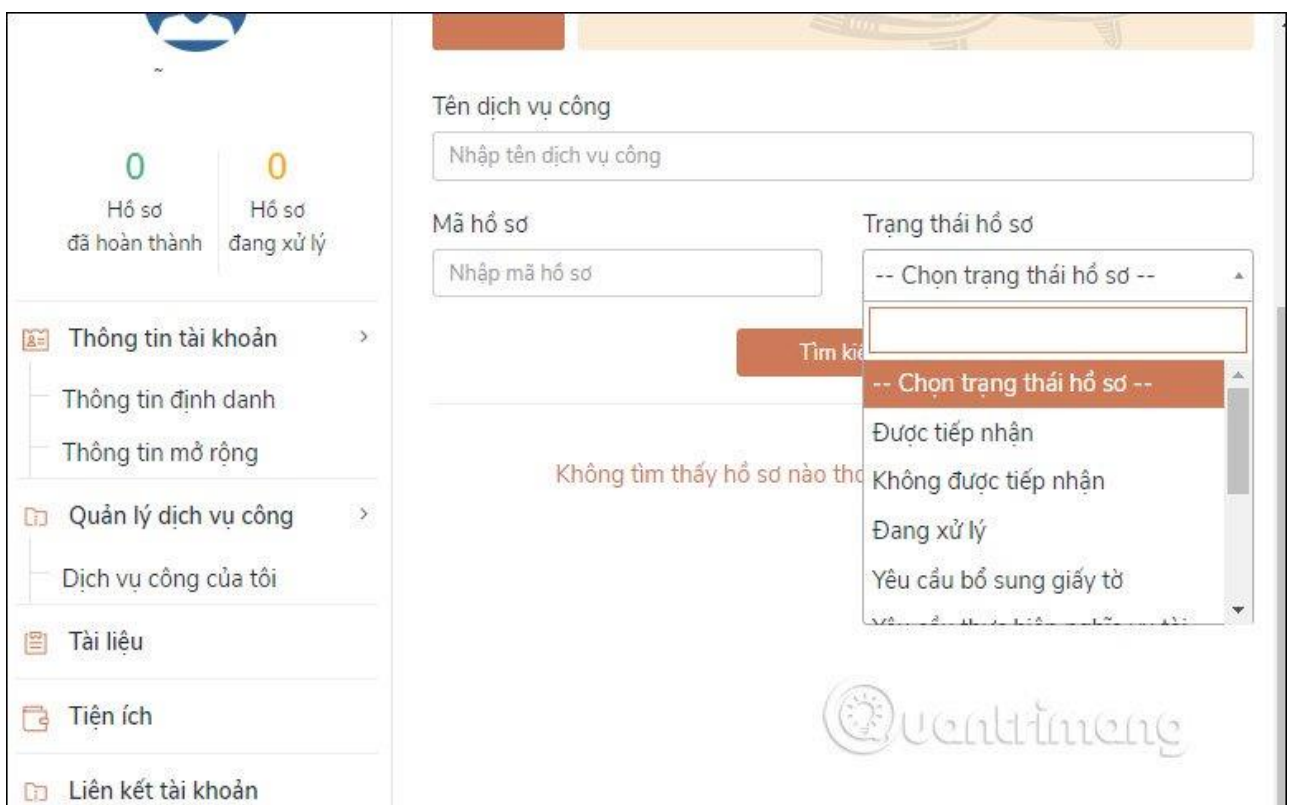 0
0
Hồ sơ
đã hoàn thành
Hồ sơ
đang xử lý
Thông tin tài khoản
Thông tin định danh
Thông tin mở rộng
Quản lý dịch vụ công
Dịch vụ công của tôi
Tài liệu
Tiện ích
Liên kết tài khoản
Tên dịch vụ công
Nhập tên dịch vụ công
Mã hồ sơ
Nhập mã hồ sơ
Trạng thái hồ sơ
-- Chọn trạng thái hồ sơ --
Tìm
-- Chọn trạng thái hồ sơ --
Được tiếp nhận
Không được tiếp nhận
Đang xử lý
Yêu cầu bổ sung giấy tờ
Không tìm thấy hồ sơ nào
Quantrimang